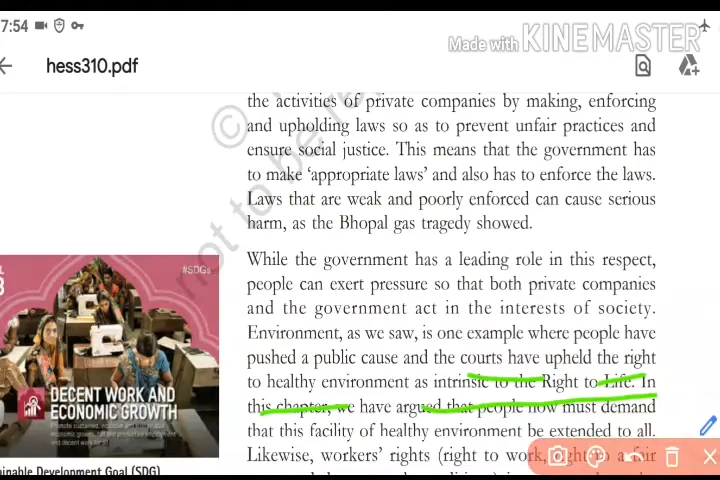 7:54
Made with KINEMASTER
hess310.pdf
the activities of private companies by making, enforcing
and upholding laws so as to prevent unfair practices and
ensure social justice. This means that the government has
to make ‘appropriate laws’ and also has to enforce the laws.
Laws that are weak and poorly enforced can cause serious
harm, as the Bhopal gas tragedy showed.
While the government has a leading role in this respect,
people can exert pressure so that both private companies
and the government act in the interests of society.
Environment, as we saw, is one example where people have
pushed a public cause and the courts have upheld the right
to healthy environment as intrinsic to the Right to Life. In
this chapter, we have argued that people now must demand
that this facility of healthy environment be extended to all.
Likewise, workers’ rights (right to work, right to a fair
©
not to be re
#SDGs
DECENT WORK AND
ECONOMIC GROWTH
Development Goal (SDG)